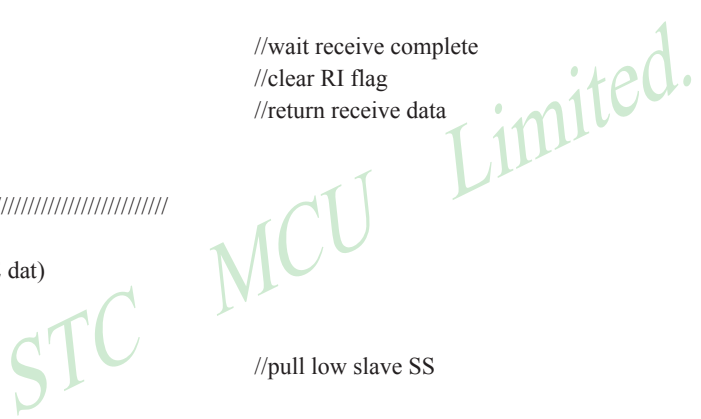 //wait receive complete
//clear RI flag
//return receive data
//////////////////////////
dat)
//pull low slave SS
STC MCU Limited.